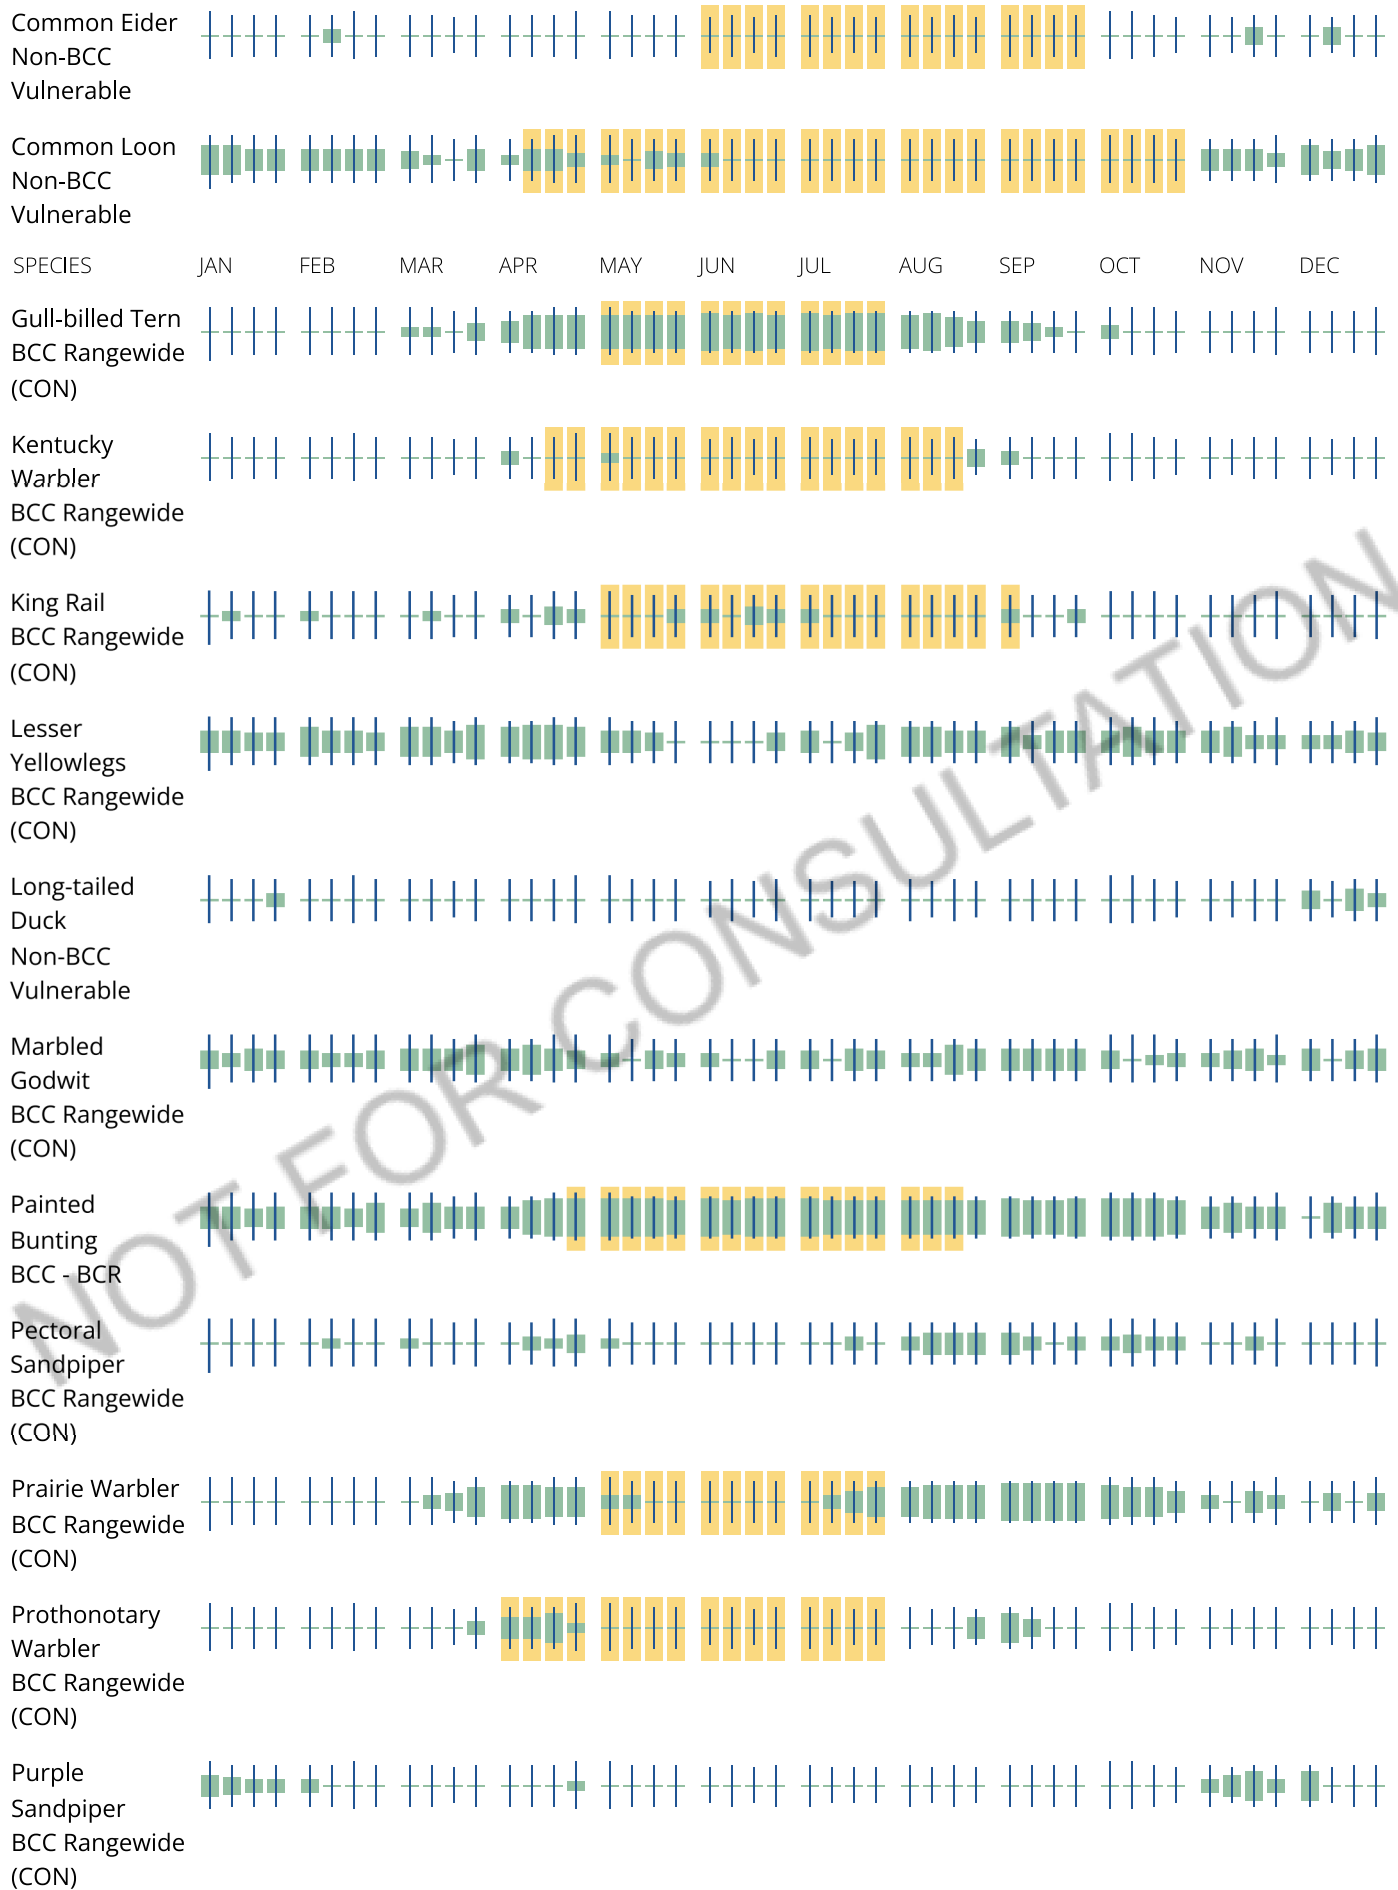 Common Eider
Non-BCC
Vulnerable
Common Loon
Non-BCC
Vulnerable
SPECIES JAN FEB MAR APR MAY JUN JUL AUG SEP OCT NOV DEC
Gull-billed Tern
BCC Rangewide
(CON)
Kentucky
Warbler
BCC Rangewide
(CON)
King Rail
BCC Rangewide
(CON)
Lesser
Yellowlegs
BCC Rangewide
(CON)
Long-tailed
Duck
Non-BCC
Vulnerable
Marbled
Godwit
BCC Rangewide
(CON)
Painted
Bunting
BCC - BCR
Pectoral
Sandpiper
BCC Rangewide
(CON)
Prairie Warbler
BCC Rangewide
(CON)
Prothonotary
Warbler
BCC Rangewide
(CON)
Purple
Sandpiper
BCC Rangewide
(CON)
NOT FOR CONSULTATION